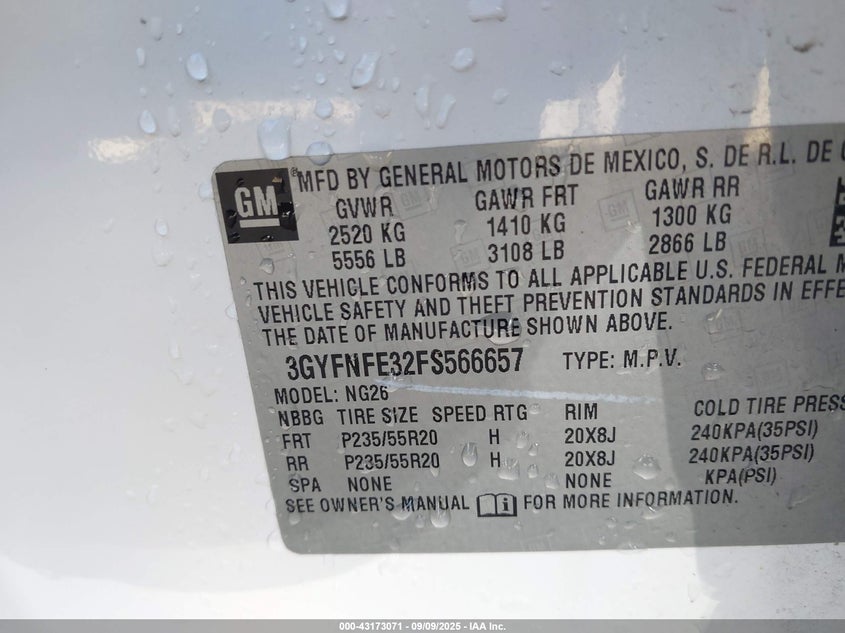 GM
®MFD BY GENERAL MOTORS DE MEXICO, S. DE R.L. DE
GVWR GAWR FRT GAWR RR
2520 KG 1410 KG 1300 KG
5556 LB 3108 LB 2866 LB
THIS VEHICLE CONFORMS TO ALL APPLICABLE U.S. FEDERAL M
VEHICLE SAFETY AND THEFT PREVENTION STANDARDS IN EFFE
THE DATE OF MANUFACTURE SHOWN ABOVE.
3GYFNFE32FS566657 TYPE: M.P.V.
MODEL: NG26
NBBG TIRE SIZE SPEED RTG RIM COLD TIRE PRESS
FRT P235/55R20 H 20X8J 240KPA(35PSI)
RR P235/55R20 H 20X8J 240KPA(35PSI)
SPA NONE NONE KPA(PSI)
SEE OWNER'S MANUAL i FOR MORE INFORMATION.
000-43173071 - 09/09/2025 - IAA Inc.